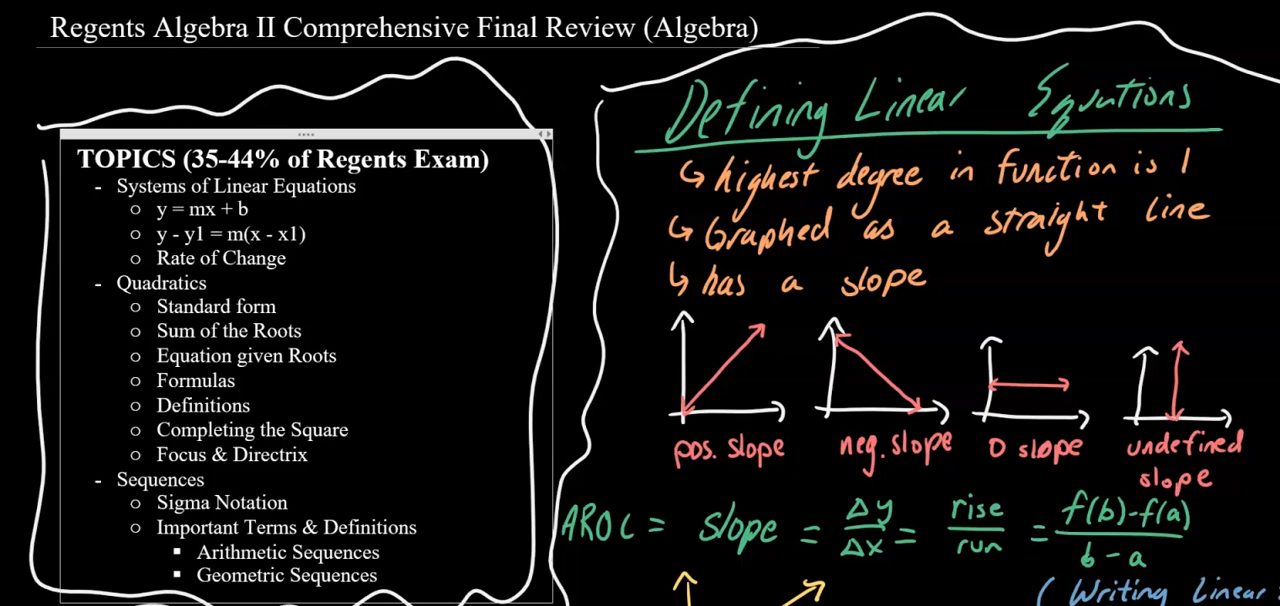 Regents Algebra II Comprehensive Final Review (Algebra)
TOPICS (35-44% of Regents Exam)
- Systems of Linear Equations
o y = mx + b
o y - y1 = m(x - x1)
o Rate of Change
- Quadratics
o Standard form
o Sum of the Roots
o Equation given Roots
o Formulas
o Definitions
o Completing the Square
o Focus & Directrix
- Sequences
o Sigma Notation
o Important Terms & Definitions
▪ Arithmetic Sequences
▪ Geometric Sequences
Defining Linear Equations
↳ highest degree in function is 1
↳ Graphed as a straight line
↳ has a slope
pos. slope
neg. slope
0 slope
undefined
slope
AROC = slope = Δy/Δx = rise/run = f(b)-f(a)/b-a
(Writing Linear